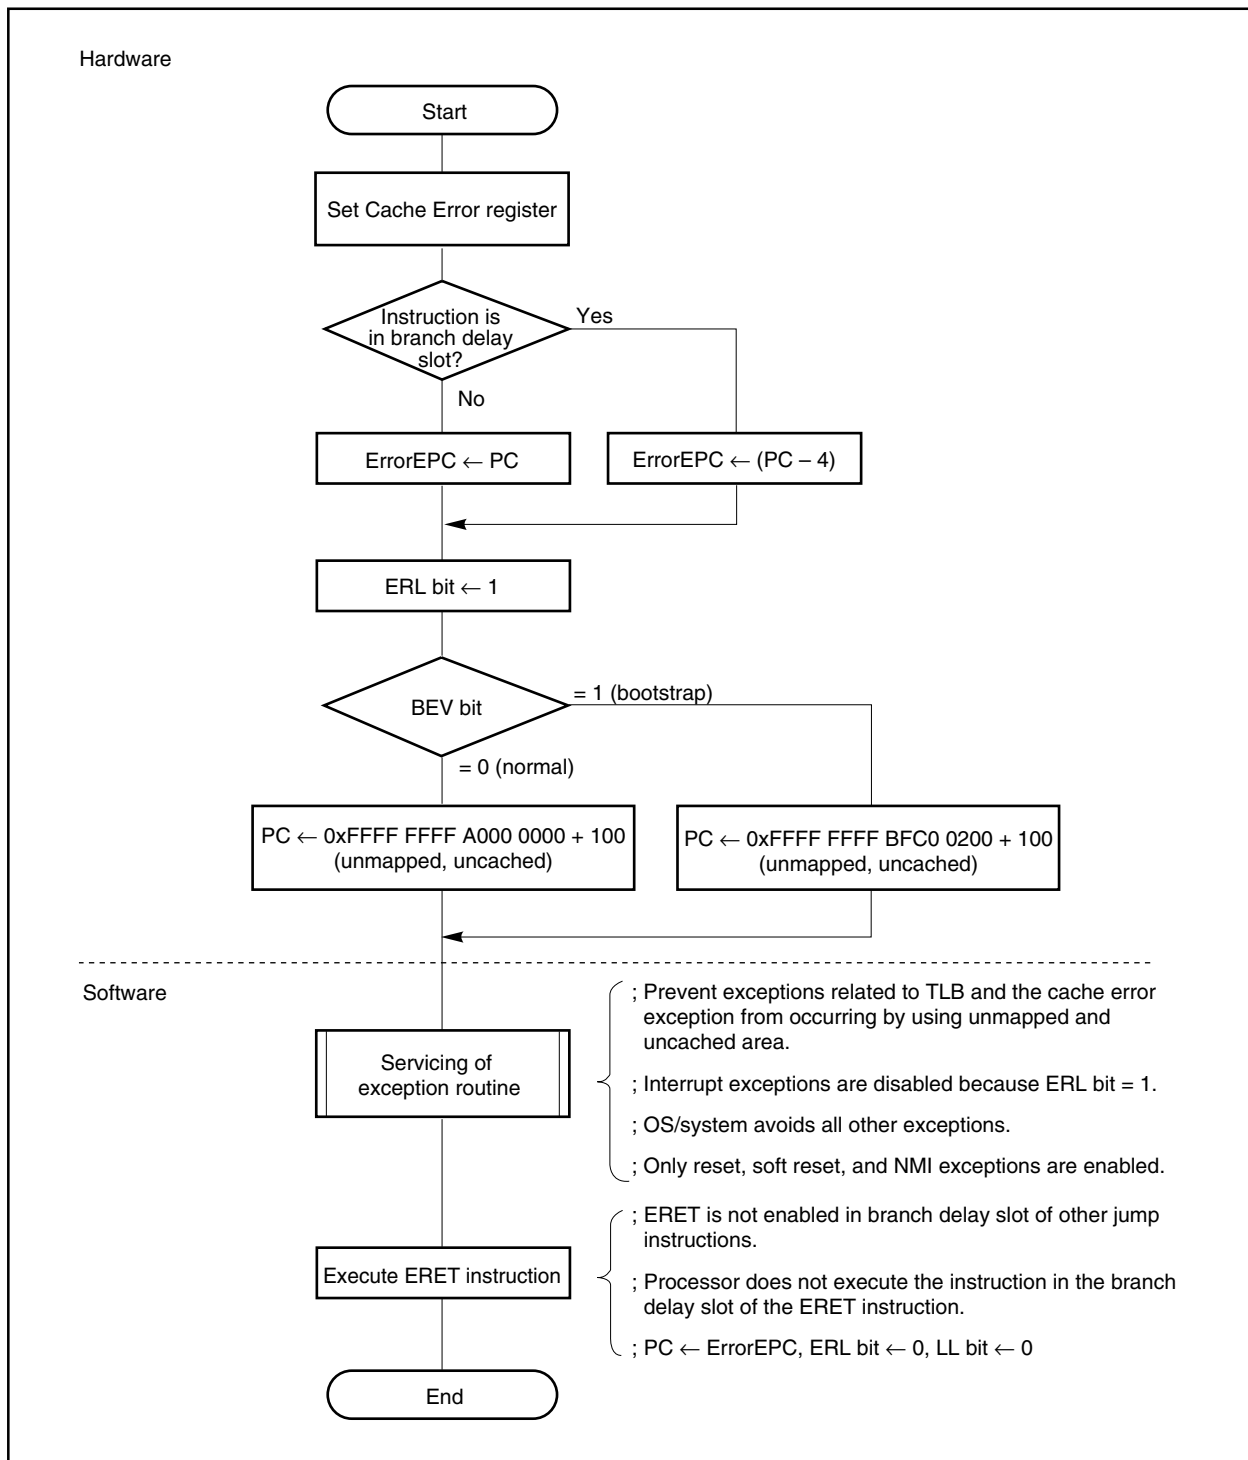 Hardware
Start
Set Cache Error register
Instruction is
in branch delay
slot?
Yes
No
ErrorEPC ← PC
ErrorEPC ← (PC – 4)
ERL bit ← 1
BEV bit
= 1 (bootstrap)
= 0 (normal)
PC ← 0xFFFF FFFF A000 0000 + 100
(unmapped, uncached)
PC ← 0xFFFF FFFF BFC0 0200 + 100
(unmapped, uncached)
Software
Servicing of
exception routine
; Prevent exceptions related to TLB and the cache error
exception from occurring by using unmapped and
uncached area.
; Interrupt exceptions are disabled because ERL bit = 1.
; OS/system avoids all other exceptions.
; Only reset, soft reset, and NMI exceptions are enabled.
Execute ERET instruction
; ERET is not enabled in branch delay slot of other jump
instructions.
; Processor does not execute the instruction in the branch
delay slot of the ERET instruction.
; PC ← ErrorEPC, ERL bit ← 0, LL bit ← 0
End